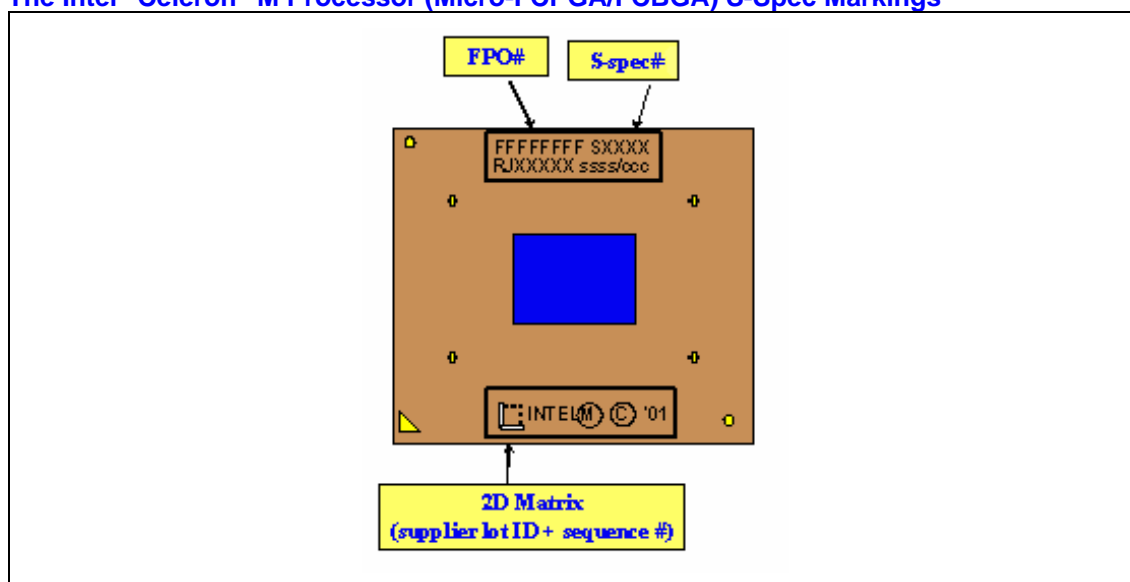 The Intel® Celeron® M Processor (Micro-FCPGA/FCBGA) S-Spec Markings
FPO#
S-spec#
FFFFFFFF SXXXX
RJXXXXX ssss/ccc
INTEL Ⓜ © '01
2D Matrix
(supplier lot ID + sequence #)